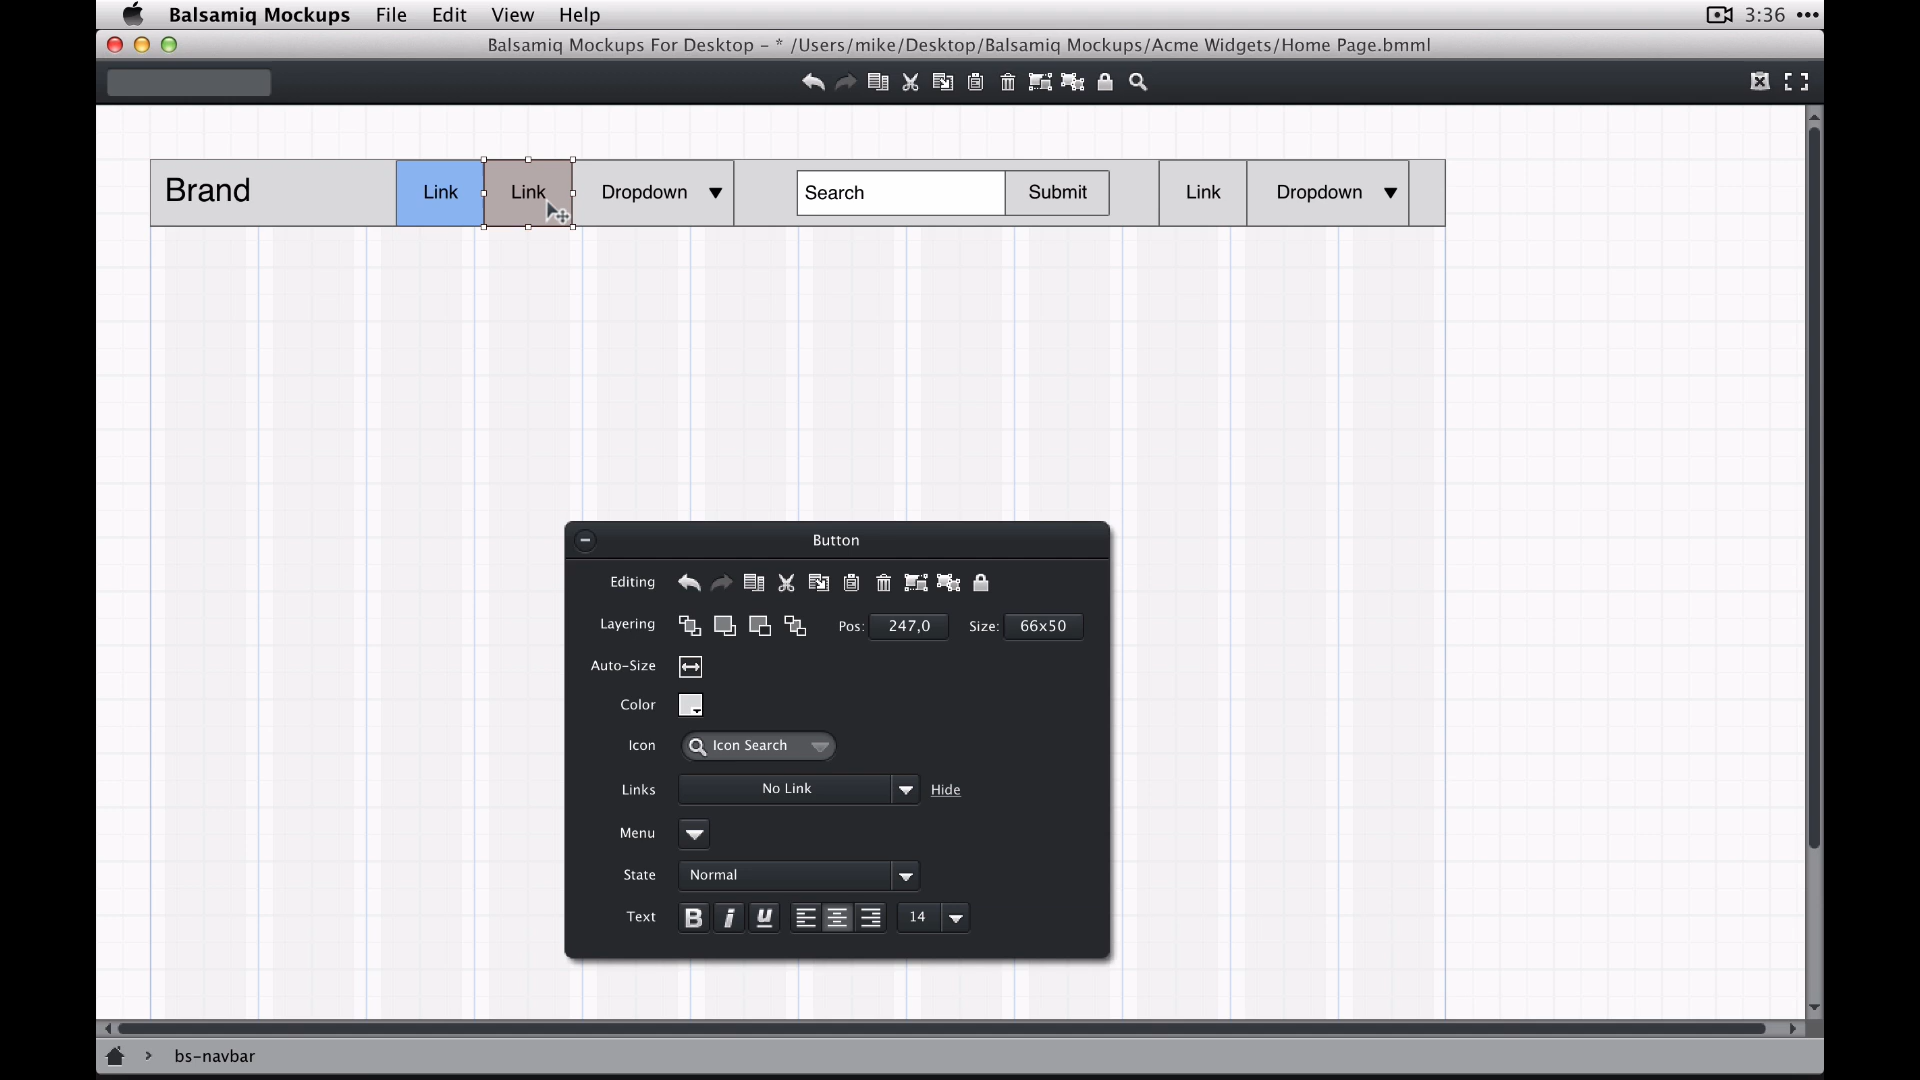 Balsamiq Mockups File Edit View Help 3:36
Balsamiq Mockups For Desktop - * /Users/mike/Desktop/Balsamiq Mockups/Acme Widgets/Home Page.bmml
Brand Link Link Dropdown Search Submit Link Dropdown
Button
Editing
Layering Pos: 247,0 Size: 66x50
Auto-Size
Color
Icon Icon Search
Links No Link Hide
Menu
State Normal
Text B i u 14
bs-navbar